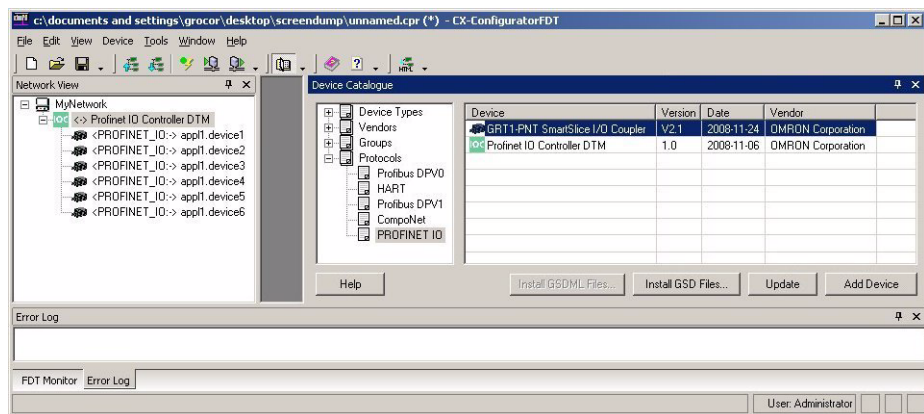 c:\documents and settings\grocor\desktop\screendump\unnamed.cpr (*) - CX-ConfiguratorFDT
File Edit View Device Tools Window Help
Network View
MyNetwork
<-> Profinet IO Controller DTM
<PROFINET_IO:-> appl1.device1
<PROFINET_IO:-> appl1.device2
<PROFINET_IO:-> appl1.device3
<PROFINET_IO:-> appl1.device4
<PROFINET_IO:-> appl1.device5
<PROFINET_IO:-> appl1.device6
Device Catalogue
Device Types
Vendors
Groups
Protocols
Profibus DPV0
HART
Profibus DPV1
CompoNet
PROFINET IO
Device Version Date Vendor
GRT1-PNT SmartSlice I/O Coupler V2.1 2008-11-24 OMRON Corporation
Profinet IO Controller DTM 1.0 2008-11-06 OMRON Corporation
Help Install GSDML Files... Install GSD Files... Update Add Device
Error Log
FDT Monitor Error Log
User: Administrator